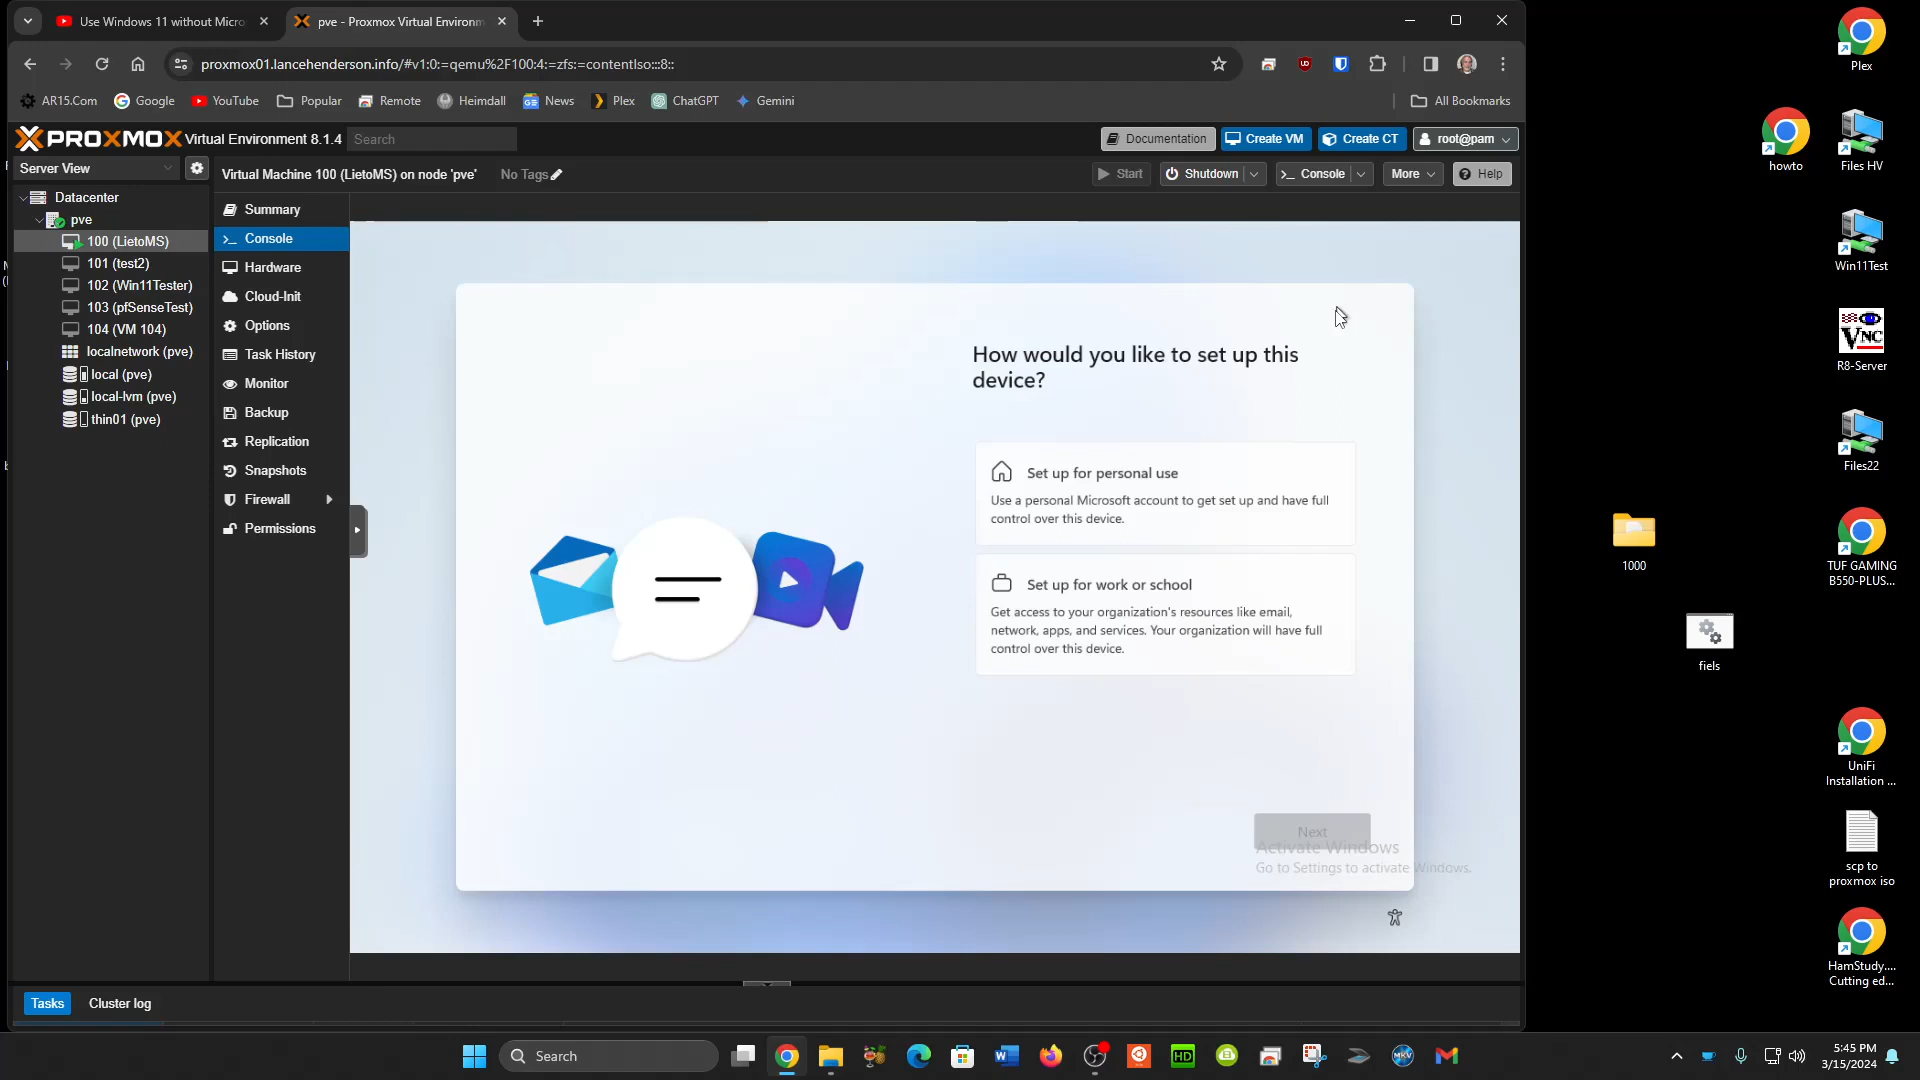 Use Windows 11 without Micro
pve - Proxmox Virtual Environm
proxmox01.lancehenderson.info/#v1:0:=qemu%2F100:4:=zfs:=contentIso:::8::
AR15.Com
Google
YouTube
Popular
Remote
Heimdall
News
Plex
ChatGPT
Gemini
All Bookmarks
PROXMOX Virtual Environment 8.1.4
Search
Documentation
Create VM
Create CT
root@pam
Server View
Virtual Machine 100 (LietoMS) on node 'pve'
No Tags
Start
Shutdown
Console
More
Help
Datacenter
pve
100 (LietoMS)
101 (test2)
102 (Win11Tester)
103 (pfSenseTest)
104 (VM 104)
localnetwork (pve)
local (pve)
local-lvm (pve)
thin01 (pve)
Summary
Console
Hardware
Cloud-Init
Options
Task History
Monitor
Backup
Replication
Snapshots
Firewall
Permissions
How would you like to set up this
device?
Set up for personal use
Use a personal Microsoft account to get set up and have full
control over this device.
Set up for work or school
Get access to your organization's resources like email,
network, apps, and services. Your organization will have full
control over this device.
Next
Activate Windows
Go to Settings to activate Windows.
Tasks
Cluster log
Plex
howto
Files HV
Win11Test
VNC
R8-Server
Files22
1000
TUF GAMING
B550-PLUS...
fiels
UniFi
Installation ...
scp to
proxmox iso
HamStudy....
Cutting ed...
Search
HD
MKV
5:45 PM
3/15/2024